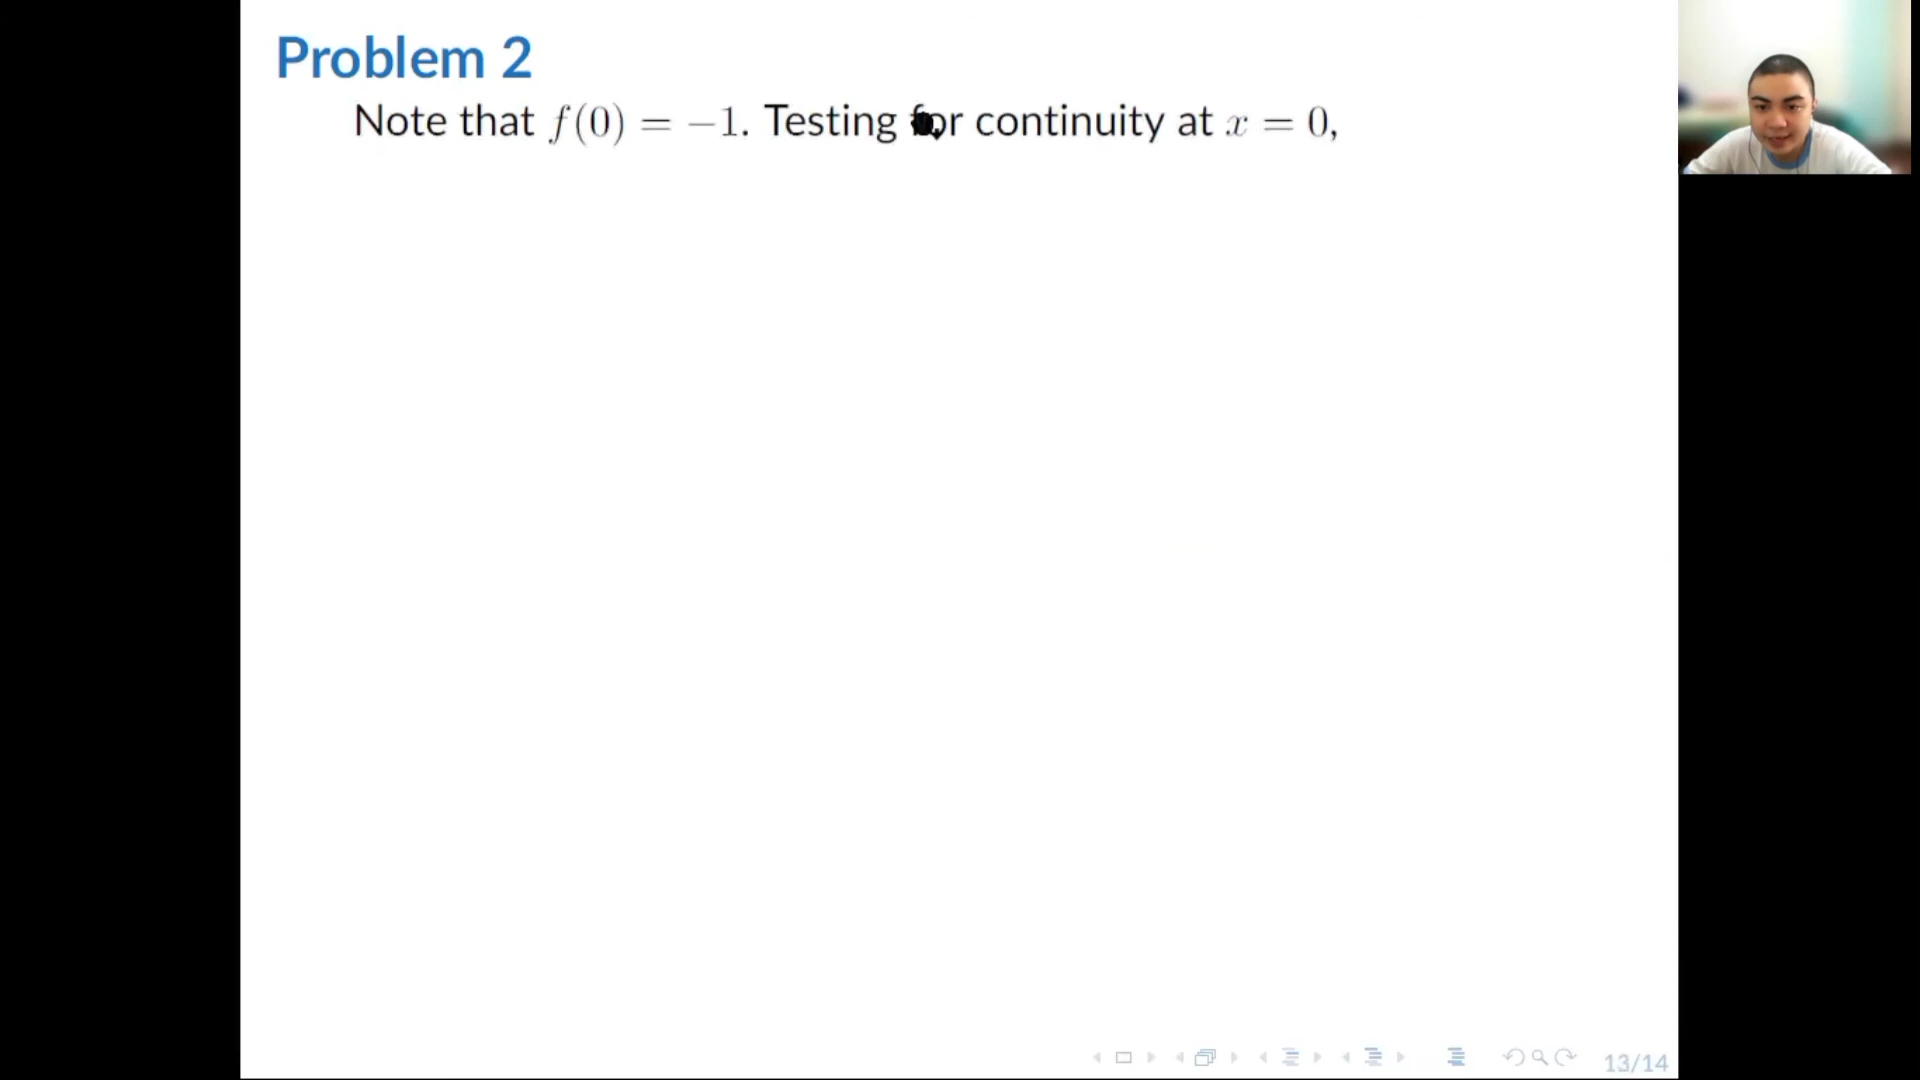 Problem 2
Note that f(0) = −1. Testing for continuity at x = 0,
13/14